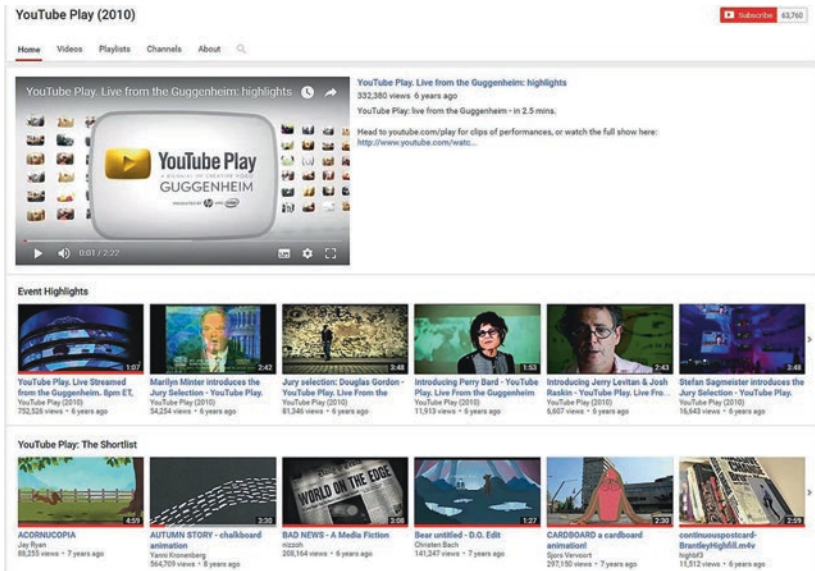 YouTube Play (2010)
Subscribe 63,760
Home Videos Playlists Channels About
YouTube Play. Live from the Guggenheim: highlights
YouTube Play
A BIENNIAL OF CREATIVE VIDEO
GUGGENHEIM
PRESENTED BY hp AND intel
0:01 / 2:22
YouTube Play. Live from the Guggenheim: highlights
332,380 views 6 years ago
YouTube Play: live from the Guggenheim - in 2.5 mins.
Head to youtube.com/play for clips of performances, or watch the full show here:
http://www.youtube.com/watc...
Event Highlights
1:07
YouTube Play. Live Streamed
from the Guggenheim. 8pm ET,
YouTube Play (2010)
752,526 views • 6 years ago
2:42
Marilyn Minter introduces the
Jury Selection - YouTube Play.
YouTube Play (2010)
54,254 views • 6 years ago
3:48
Jury selection: Douglas Gordon -
YouTube Play. Live From the
YouTube Play (2010)
81,346 views • 6 years ago
1:53
Introducing Perry Bard - YouTube
Play. Live From the Guggenheim
YouTube Play (2010)
11,913 views • 6 years ago
2:43
Introducing Jerry Levitan & Josh
Raskin - YouTube Play. Live Fro...
YouTube Play (2010)
6,607 views • 6 years ago
3:48
Stefan Sagmeister introduces the
Jury Selection - YouTube Play.
YouTube Play (2010)
16,643 views • 6 years ago
YouTube Play: The Shortlist
4:59
ACORNUCOPIA
Jay Ryan
88,255 views • 7 years ago
3:30
AUTUMN STORY - chalkboard
animation
Yanni Kronenberg
564,709 views • 8 years ago
WORLD ON THE EDGE
3:08
BAD NEWS - A Media Fiction
nizzoh
208,164 views • 6 years ago
1:27
Bear untitled - D.O. Edit
Christen Bach
141,247 views • 7 years ago
2:30
CARDBOARD a cardboard
animation!
Sjors Vervoort
297,150 views • 7 years ago
2:59
continuouspostcard-
BrantleyHighfill.m4v
highbf3
11,512 views • 6 years ago